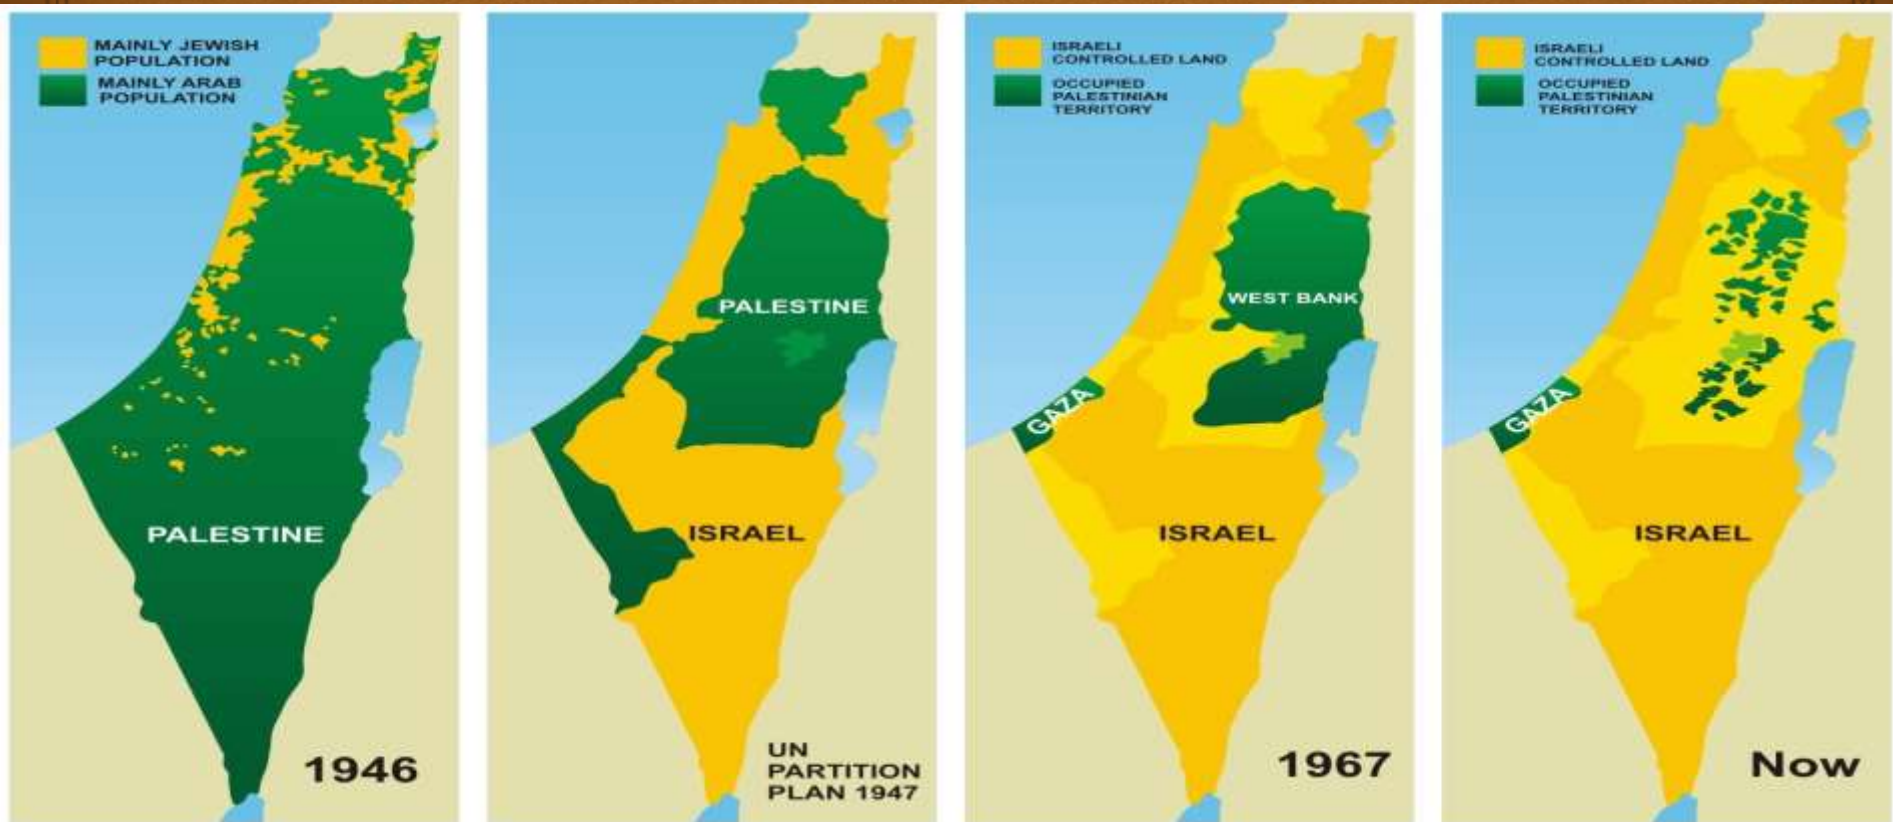 MAINLY JEWISH
POPULATION
MAINLY ARAB
POPULATION
PALESTINE
1946
PALESTINE
ISRAEL
UN
PARTITION
PLAN 1947
ISRAELI
CONTROLLED LAND
OCCUPIED
PALESTINIAN
TERRITORY
WEST BANK
GAZA
ISRAEL
1967
ISRAELI
CONTROLLED LAND
OCCUPIED
PALESTINIAN
TERRITORY
GAZA
ISRAEL
Now